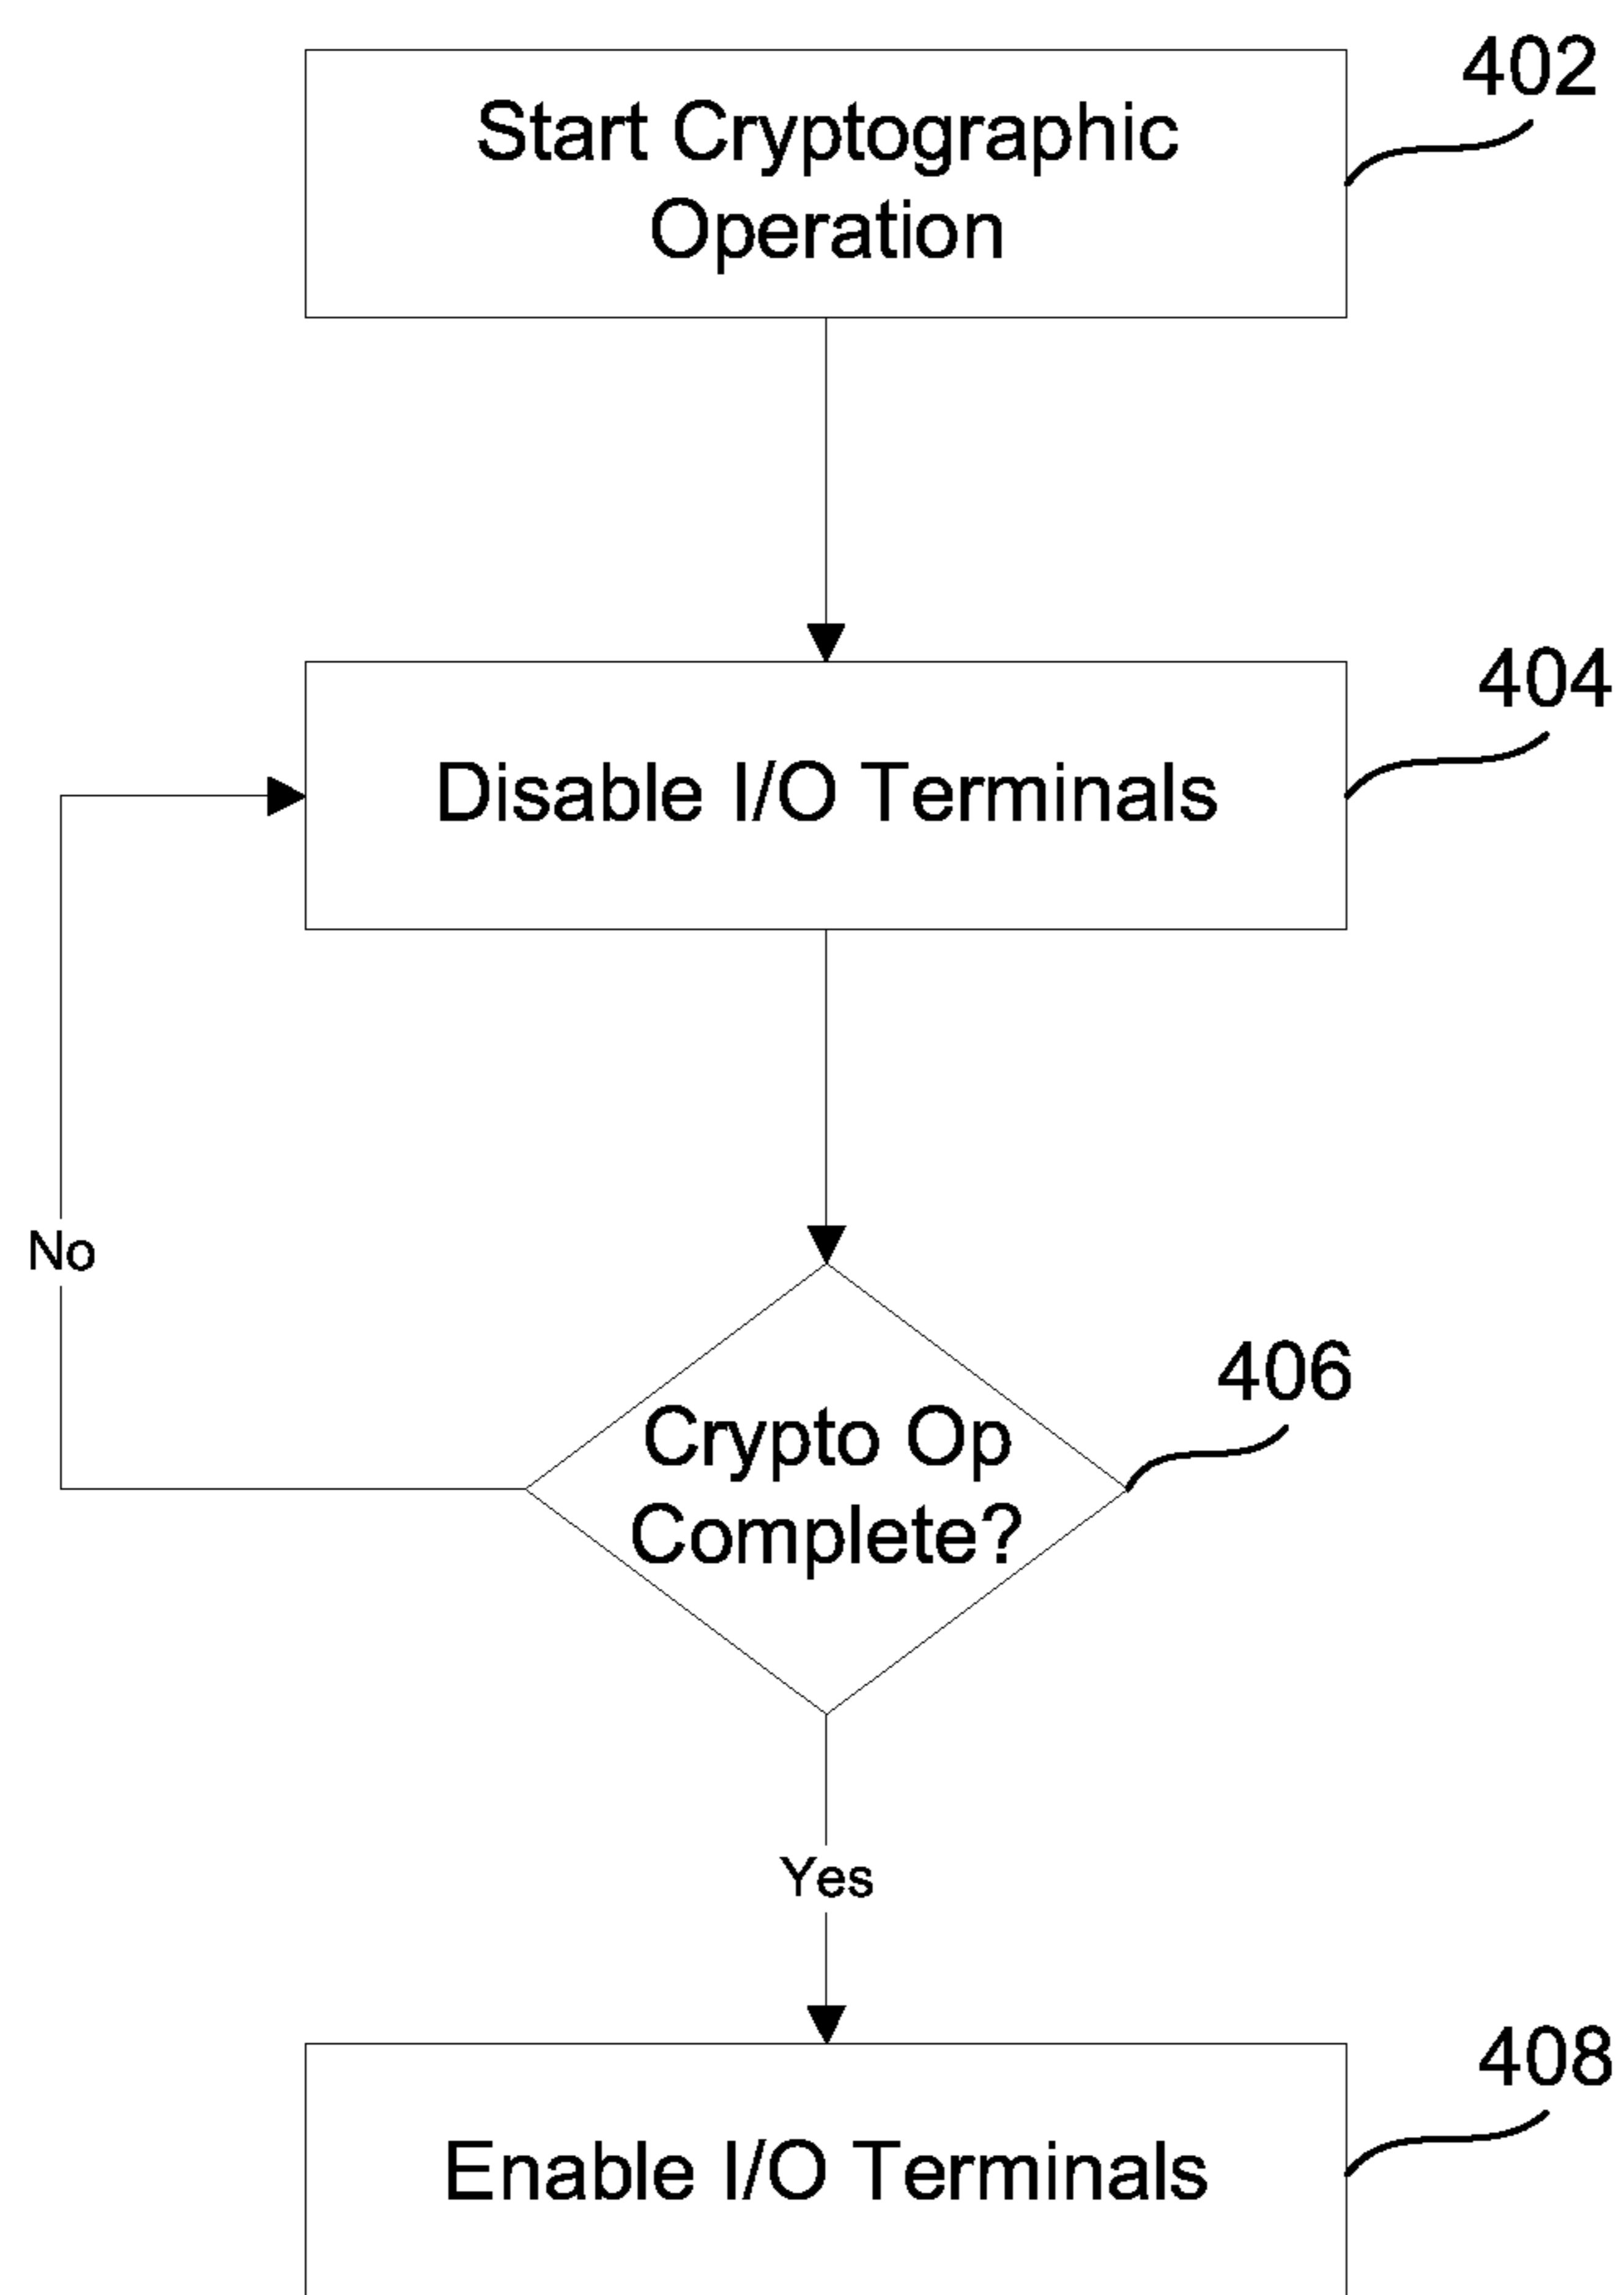 402
Start Cryptographic
Operation
404
Disable I/O Terminals
No
406
Crypto Op
Complete?
Yes
408
Enable I/O Terminals